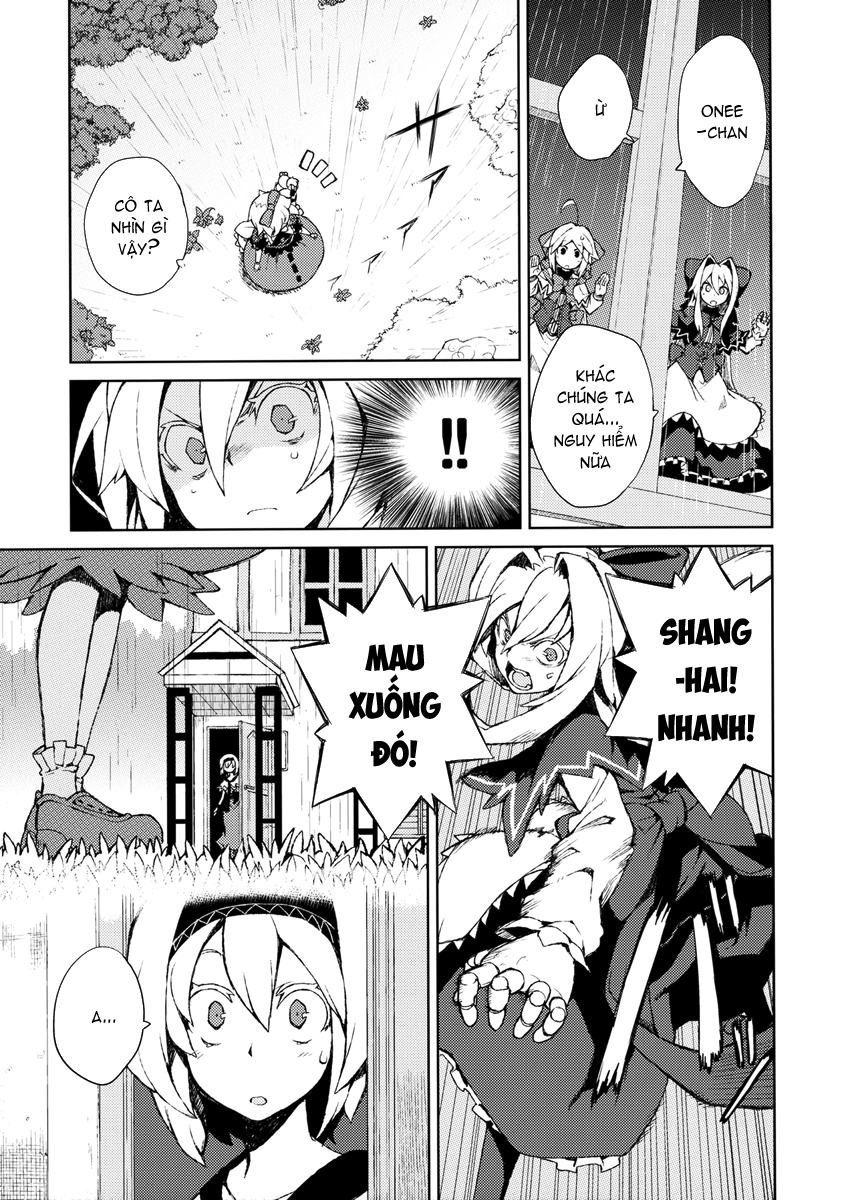 ONEE
-CHAN
Ừ
KHÁC
CHÚNG TA
QUÁ...
NGUY HIỂM
NỮA
CÔ TA
NHÌN GÌ
VẬY?
!!
SHANG
-HAI!
NHANH!
MAU
XUỐNG
ĐÓ!
A...